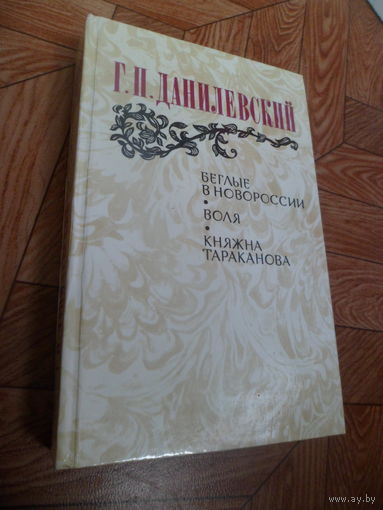 Г.П.ДАНИЛЕВСКИЙ
БЕГЛЫЕ
В НОВОРОССИИ
•
ВОЛЯ
•
КНЯЖНА
ТАРАКАНОВА
www.ay.by